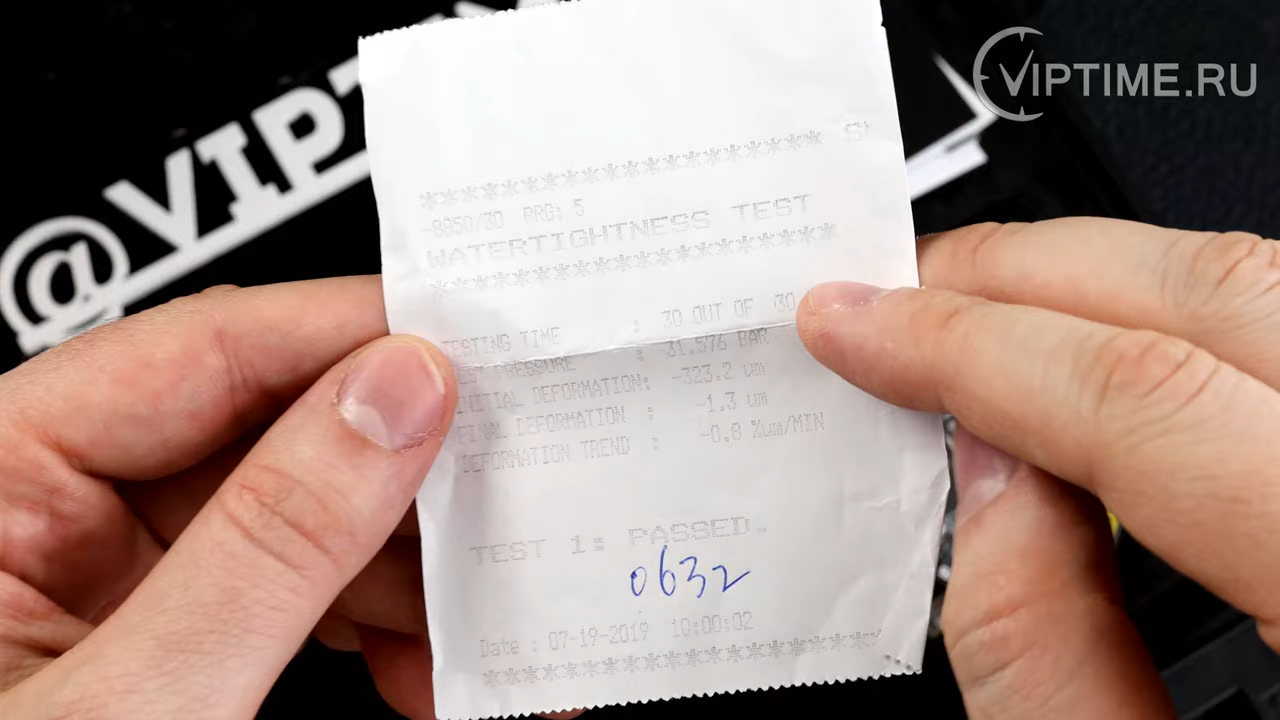 VIPTIME.RU
@VIPT
******************** S
-8850/30 PRG: 5
WATERTIGHTNESS TEST
********************
TESTING TIME : 30 OUT OF 30
PRESSURE : 31.576 BAR
INITIAL DEFORMATION: -323.2 um
FINAL DEFORMATION : -1.3 um
DEFORMATION TREND : -0.8 %um/MIN
TEST 1: PASSED.
0632
Date : 07-19-2019 10:00:02
********************